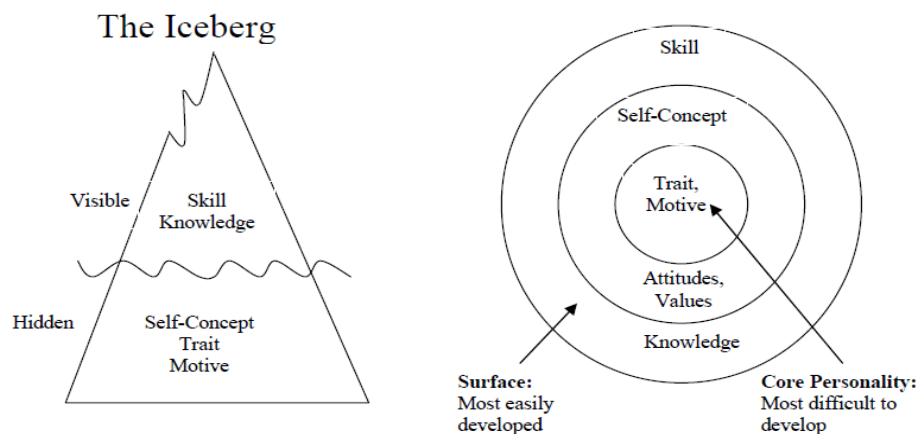 The Iceberg
Visible
Skill
Knowledge
Hidden
Self-Concept
Trait
Motive
Skill
Self-Concept
Trait,
Motive
Attitudes,
Values
Knowledge
Surface:
Most easily
developed
Core Personality:
Most difficult to
develop